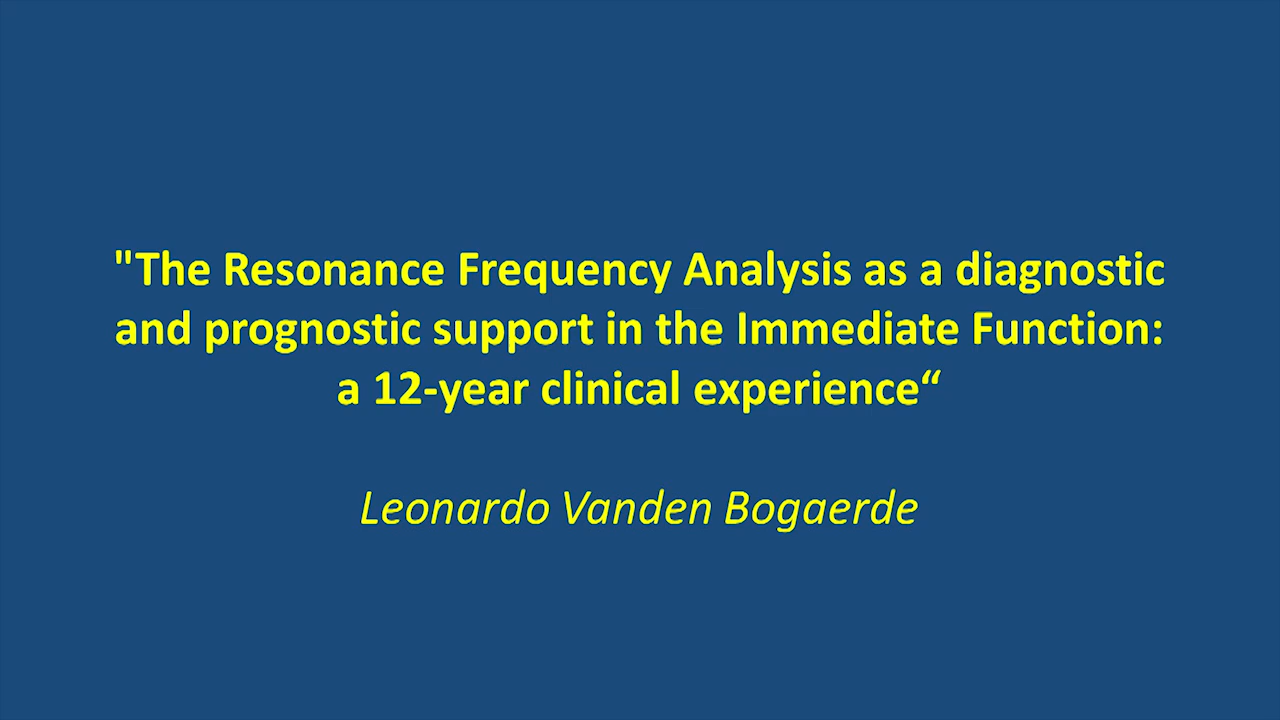 "The Resonance Frequency Analysis as a diagnostic
and prognostic support in the Immediate Function:
a 12-year clinical experience“
Leonardo Vanden Bogaerde